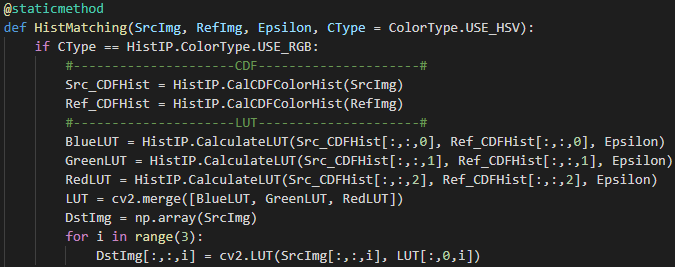 @staticmethod
def HistMatching(SrcImg, RefImg, Epsilon, CType = ColorType.USE_HSV):
    if CType == HistIP.ColorType.USE_RGB:
        #---------------------CDF---------------------#
        Src_CDFHist = HistIP.CalCDFColorHist(SrcImg)
        Ref_CDFHist = HistIP.CalCDFColorHist(RefImg)
        #---------------------LUT---------------------#
        BlueLUT = HistIP.CalculateLUT(Src_CDFHist[:,:,0], Ref_CDFHist[:,:,0], Epsilon)
        GreenLUT = HistIP.CalculateLUT(Src_CDFHist[:,:,1], Ref_CDFHist[:,:,1], Epsilon)
        RedLUT = HistIP.CalculateLUT(Src_CDFHist[:,:,2], Ref_CDFHist[:,:,2], Epsilon)
        LUT = cv2.merge([BlueLUT, GreenLUT, RedLUT])
        DstImg = np.array(SrcImg)
        for i in range(3):
            DstImg[:,:,i] = cv2.LUT(SrcImg[:,:,i], LUT[:,0,i])